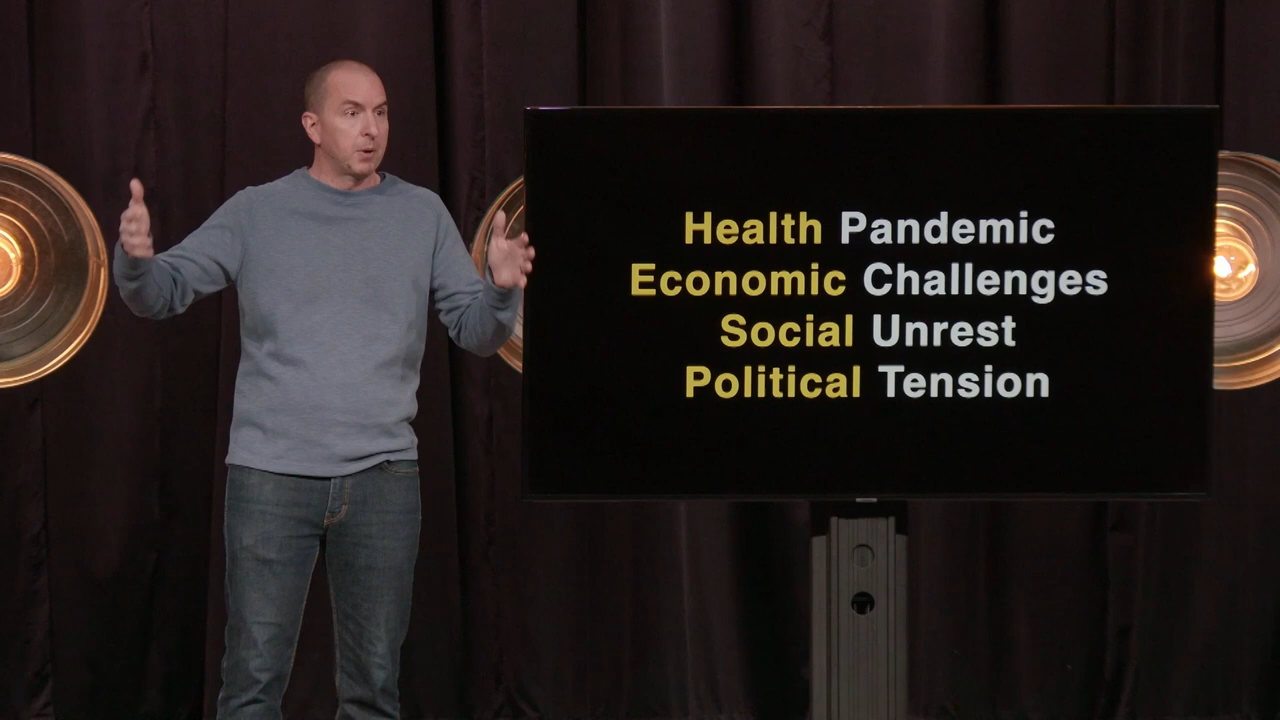 Health Pandemic
Economic Challenges
Social Unrest
Political Tension